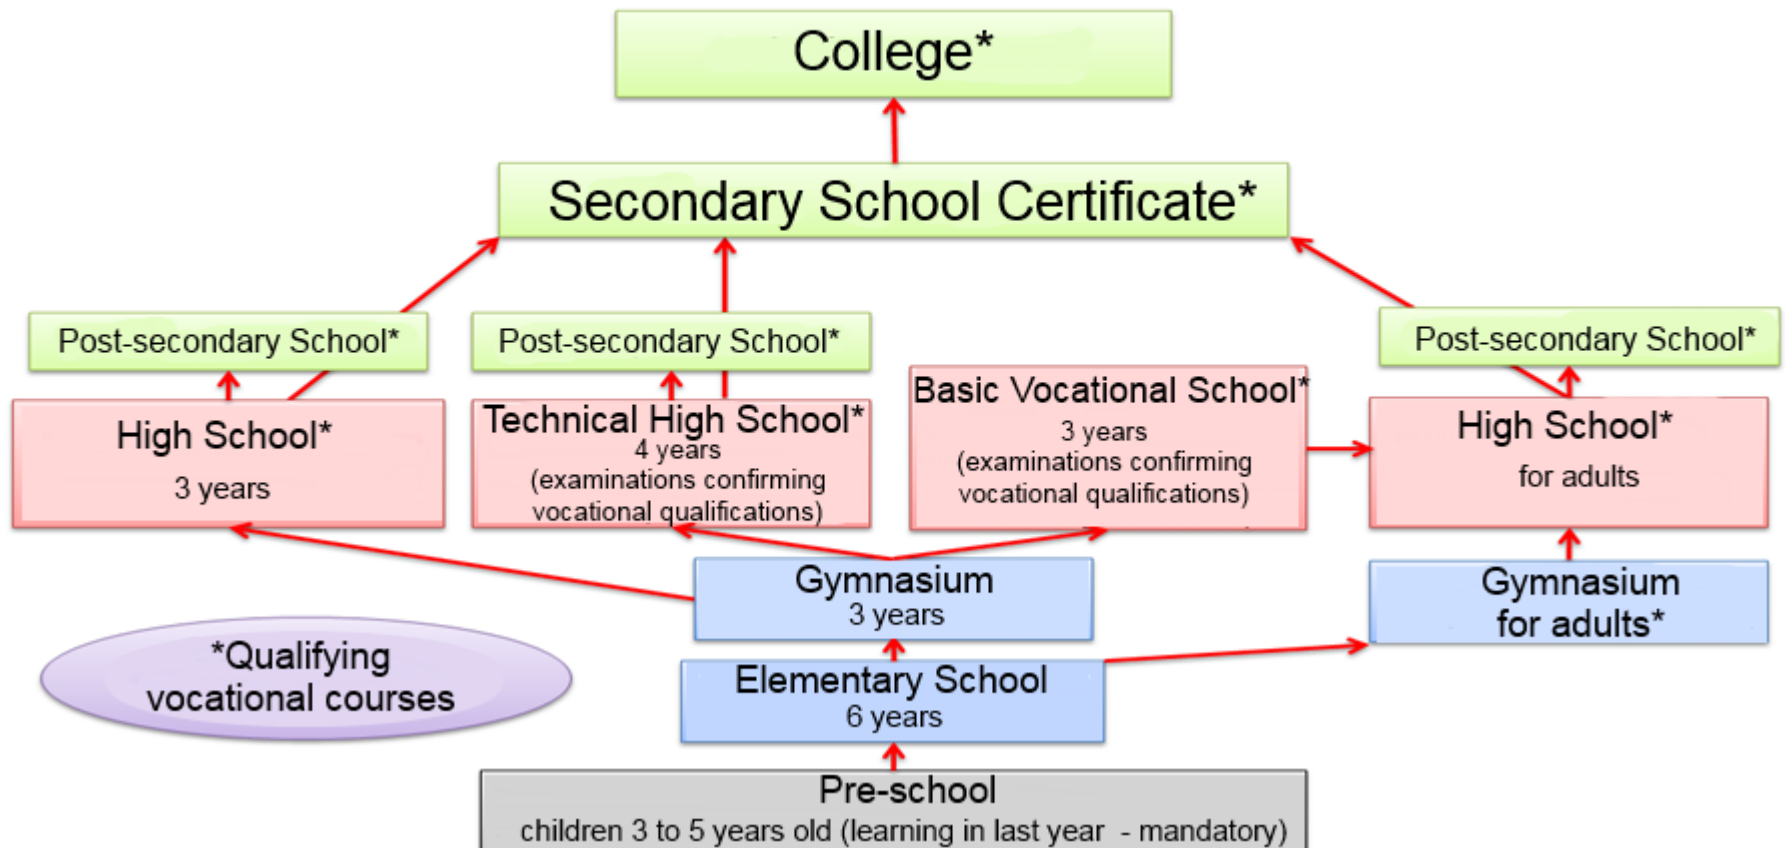 College*
Secondary School Certificate*
Post-secondary School*
Post-secondary School*
Post-secondary School*
High School*
3 years
Technical High School*
4 years
(examinations confirming
vocational qualifications)
Basic Vocational School*
3 years
(examinations confirming
vocational qualifications)
High School*
for adults
Gymnasium
3 years
Gymnasium
for adults*
*Qualifying
vocational courses
Elementary School
6 years
Pre-school
children 3 to 5 years old (learning in last year - mandatory)